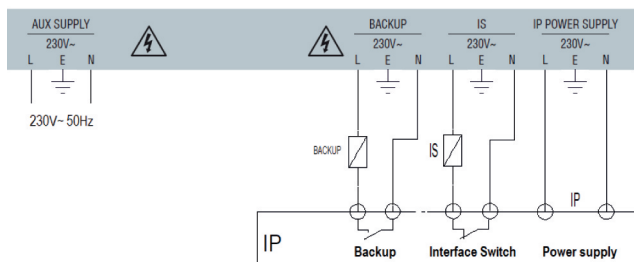 AUX SUPPLY BACKUP IS IP POWER SUPPLY
230V~ 230V~ 230V~ 230V~
L E N L E N L E N L E N
230V~ 50Hz
BACKUP IS
IP
IP Backup Interface Switch Power supply